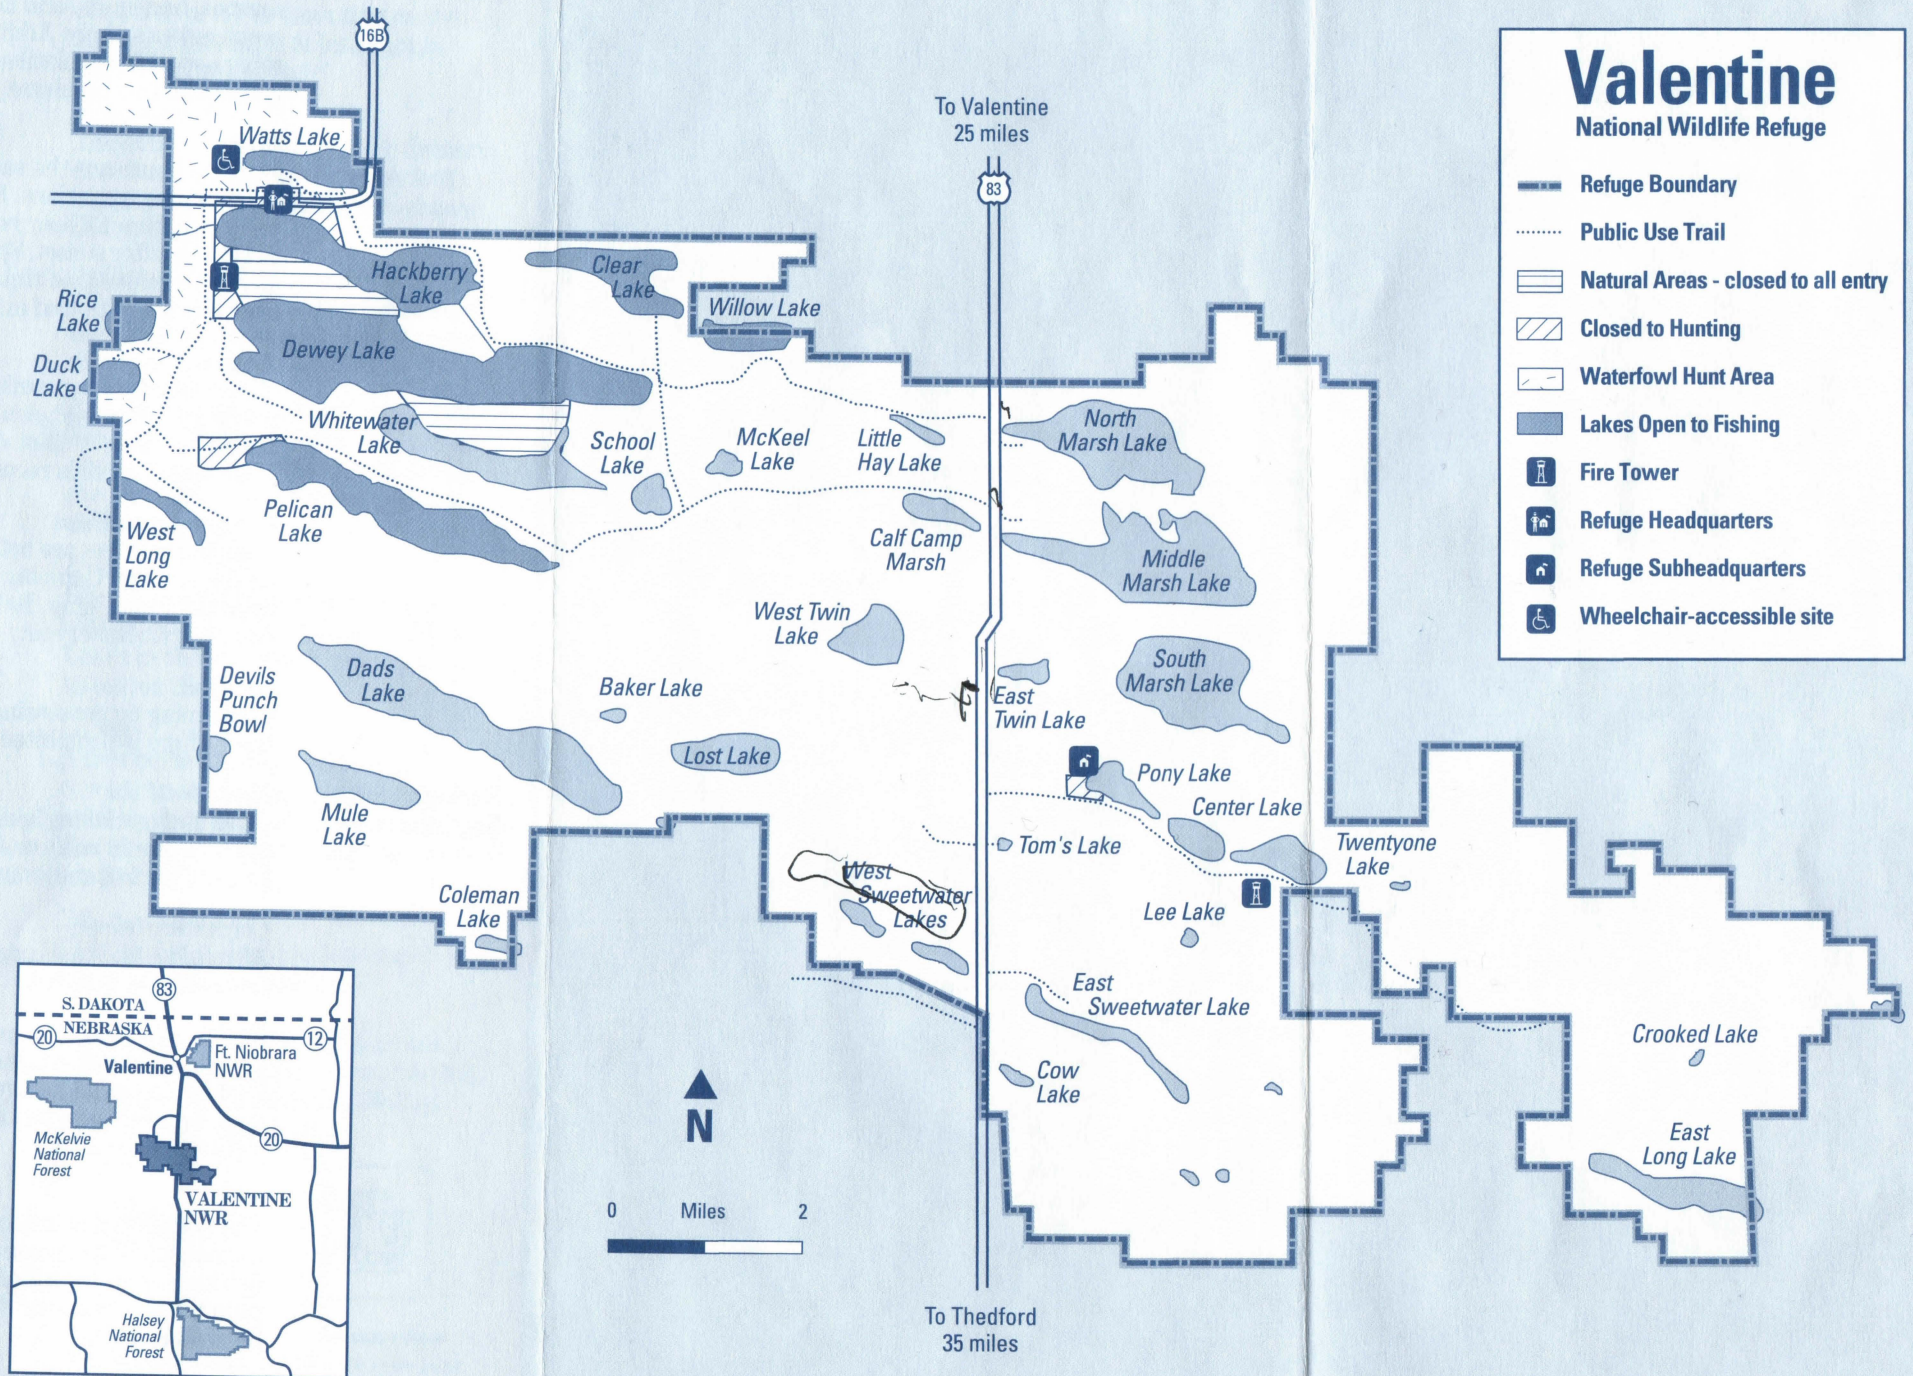 16B
To Valentine
25 miles
83
Watts Lake
Hackberry
Lake
Clear
Lake
Willow Lake
Rice
Lake
Duck
Lake
Dewey Lake
Whitewater
Lake
School
Lake
McKeel
Lake
Little
Hay Lake
North
Marsh Lake
West
Long
Lake
Pelican
Lake
Calf Camp
Marsh
Middle
Marsh Lake
West Twin
Lake
South
Marsh Lake
Devils
Punch
Bowl
Dads
Lake
Baker Lake
East
Twin Lake
Lost Lake
Mule
Lake
Pony Lake
Center Lake
Tom's Lake
Twentyone
Lake
West
Sweetwater
Lakes
Coleman
Lake
Lee Lake
East
Sweetwater Lake
Cow
Lake
Crooked Lake
East
Long Lake
N
0 Miles 2
To Thedford
35 miles
Valentine
National Wildlife Refuge
Refuge Boundary
Public Use Trail
Natural Areas - closed to all entry
Closed to Hunting
Waterfowl Hunt Area
Lakes Open to Fishing
Fire Tower
Refuge Headquarters
Refuge Subheadquarters
Wheelchair-accessible site
83
S. DAKOTA
NEBRASKA
20
12
Ft. Niobrara
NWR
Valentine
20
McKelvie
National
Forest
VALENTINE
NWR
Halsey
National
Forest